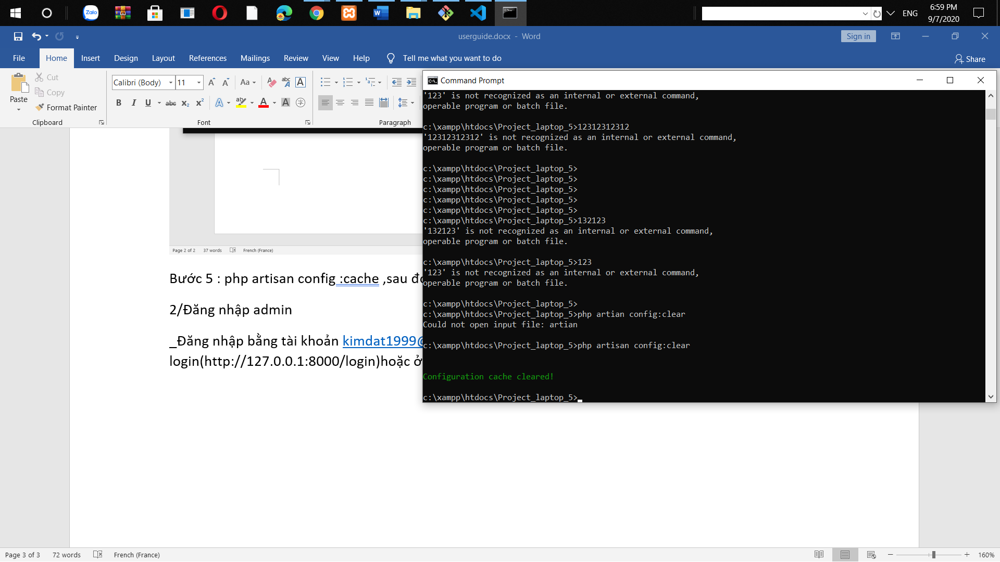 Zalo
ENG
6:59 PM
9/7/2020
userguide.docx - Word
Sign in
File
Home
Insert
Design
Layout
References
Mailings
Review
View
Help
Tell me what you want to do
Share
Paste
Cut
Copy
Format Painter
Clipboard
Calibri (Body)
11
Font
Paragraph
Command Prompt
'123' is not recognized as an internal or external command,
operable program or batch file.
c:\xampp\htdocs\Project_laptop_5>12312312312
'12312312312' is not recognized as an internal or external command,
operable program or batch file.
c:\xampp\htdocs\Project_laptop_5>
c:\xampp\htdocs\Project_laptop_5>
c:\xampp\htdocs\Project_laptop_5>
c:\xampp\htdocs\Project_laptop_5>
c:\xampp\htdocs\Project_laptop_5>
c:\xampp\htdocs\Project_laptop_5>132123
'132123' is not recognized as an internal or external command,
operable program or batch file.
c:\xampp\htdocs\Project_laptop_5>123
'123' is not recognized as an internal or external command,
operable program or batch file.
c:\xampp\htdocs\Project_laptop_5>
c:\xampp\htdocs\Project_laptop_5>php artian config:clear
Could not open input file: artian
c:\xampp\htdocs\Project_laptop_5>php artisan config:clear
Configuration cache cleared!
c:\xampp\htdocs\Project_laptop_5>
Page 2 of 2 37 words French (France)
Bước 5 : php artisan config :cache ,sau
2/Đăng nhập admin
_Đăng nhập bằng tài khoản kimdat1999@
login(http://127.0.0.1:8000/login)hoặc ở
Page 3 of 3
72 words
French (France)
160%